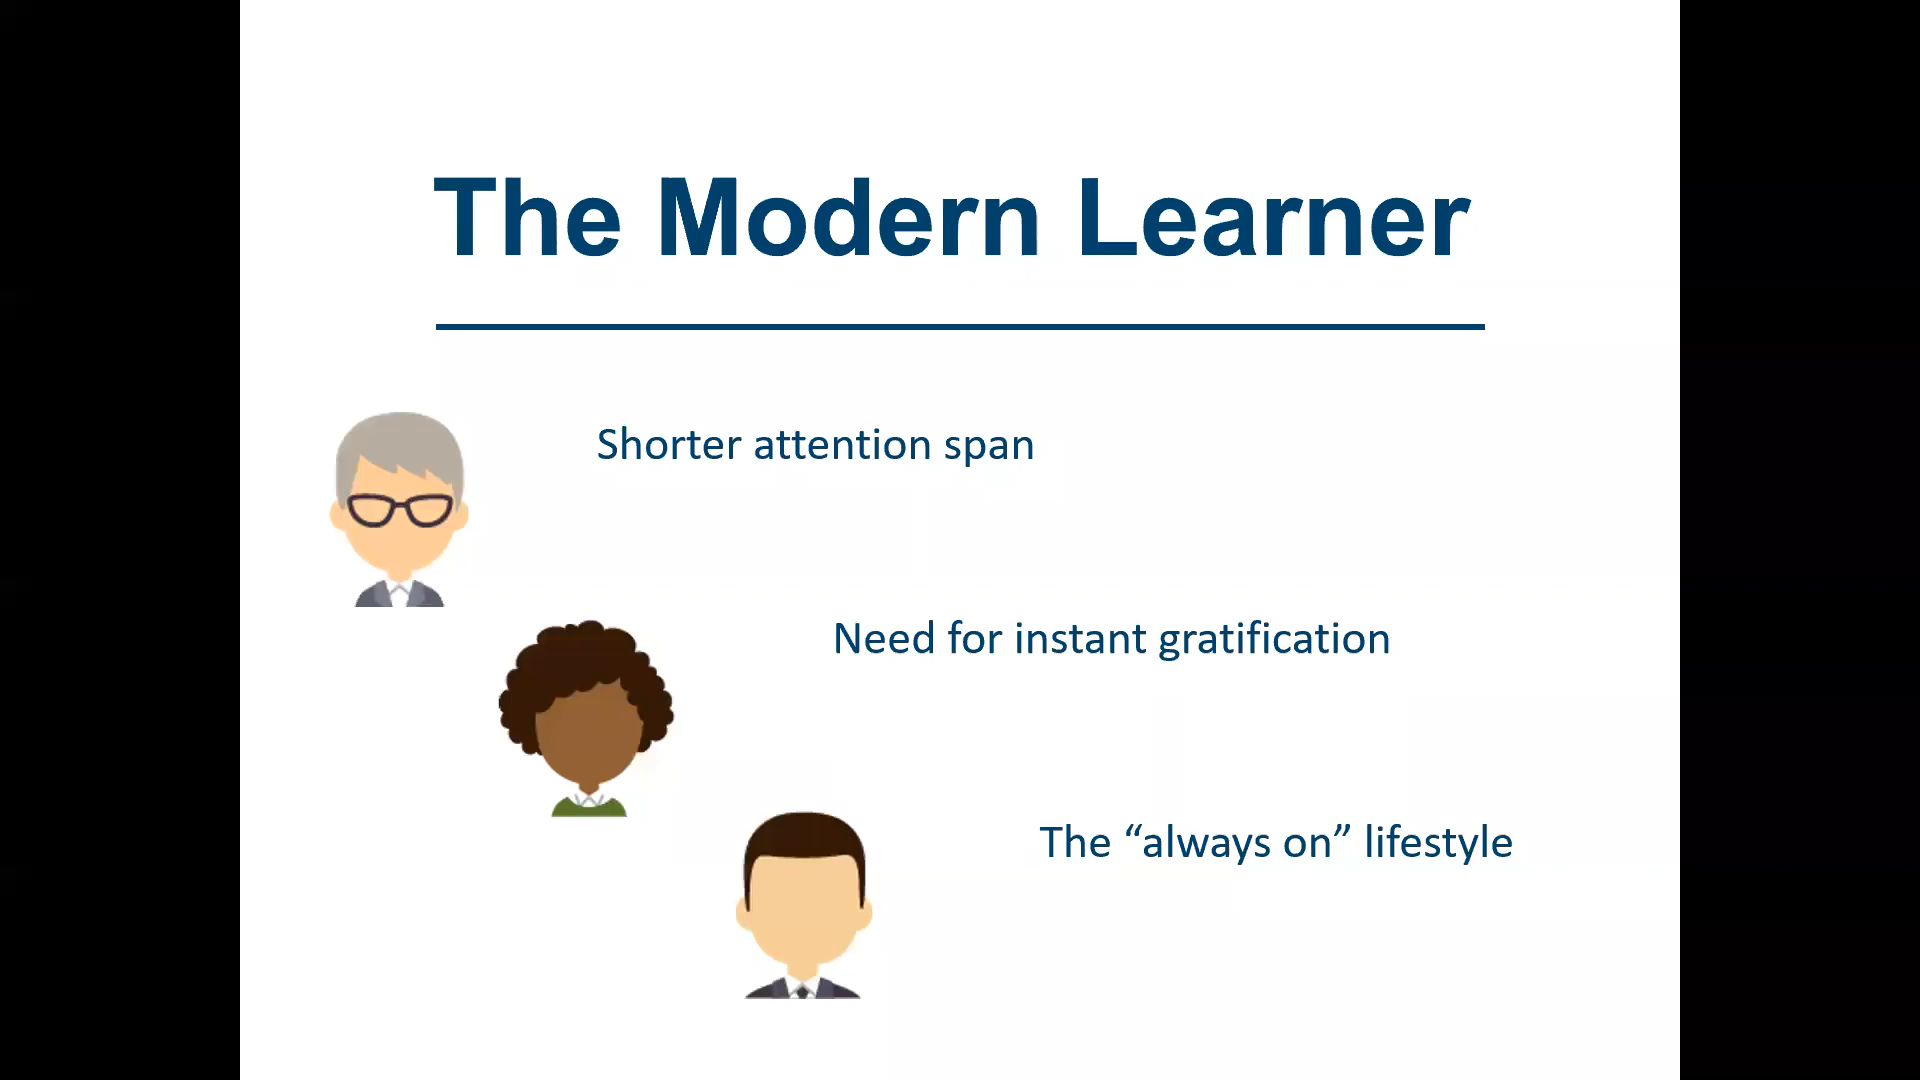 The Modern Learner
Shorter attention span
Need for instant gratification
The “always on” lifestyle